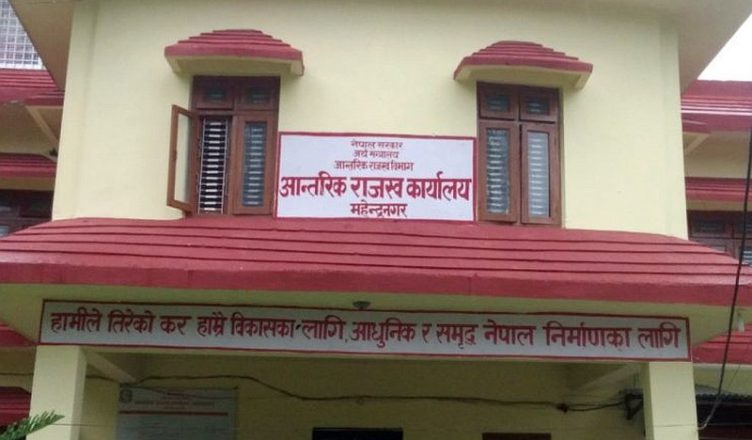 नेपाल सरकार
अर्थ मन्त्रालय
आन्तरिक राजस्व विभाग
आन्तरिक राजस्व कार्यालय
महेन्द्रनगर
हामीले तिरेको कर हाम्रै विकासका लागि, आधुनिक र समृद्ध नेपाल निर्माणका लागि